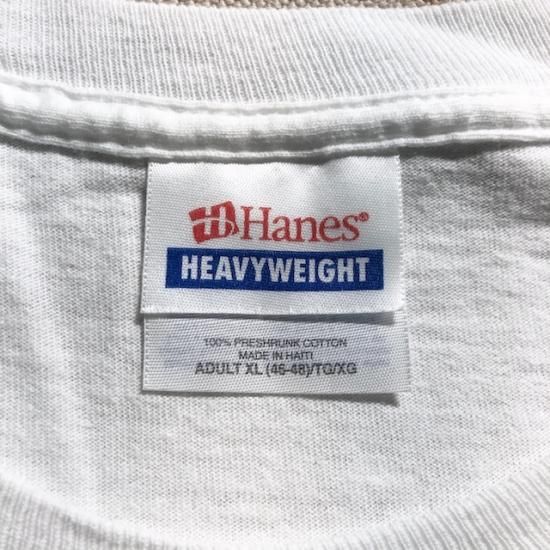 H Hanes®
HEAVYWEIGHT
100% PRESHRUNK COTTON
MADE IN HAITI
ADULT XL (46-48)/TG/XG